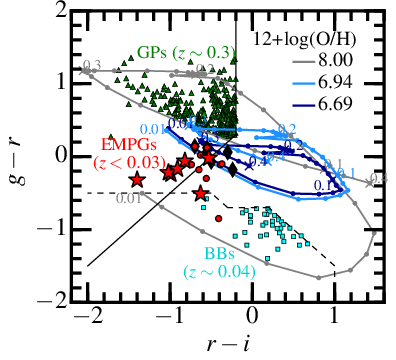 2
1
0
−1
−2
g − r
−2
−1
0
1
r − i
12+log(O/H)
8.00
6.94
6.69
GPs (z∼0.3)
EMPGs
(z<0.03)
BBs
(z∼0.04)
0.3
0.01
0.01
0.2
0.1
0.1
0.4
0.4